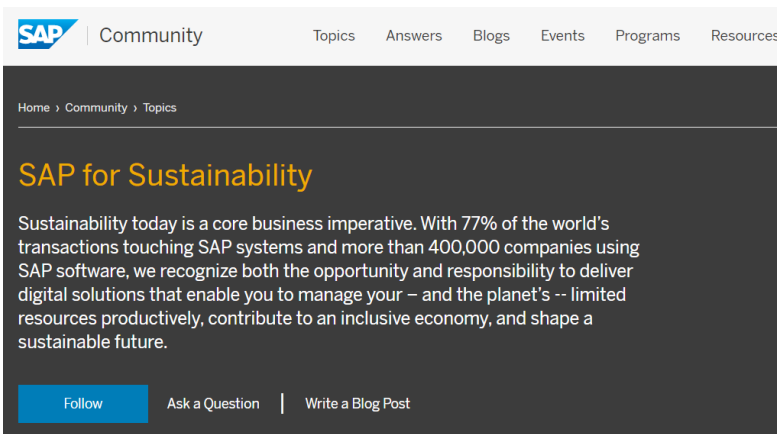 SAP Community Topics Answers Blogs Events Programs Resources
Home › Community › Topics
SAP for Sustainability
Sustainability today is a core business imperative. With 77% of the world's
transactions touching SAP systems and more than 400,000 companies using
SAP software, we recognize both the opportunity and responsibility to deliver
digital solutions that enable you to manage your – and the planet's -- limited
resources productively, contribute to an inclusive economy, and shape a
sustainable future.
Follow Ask a Question | Write a Blog Post